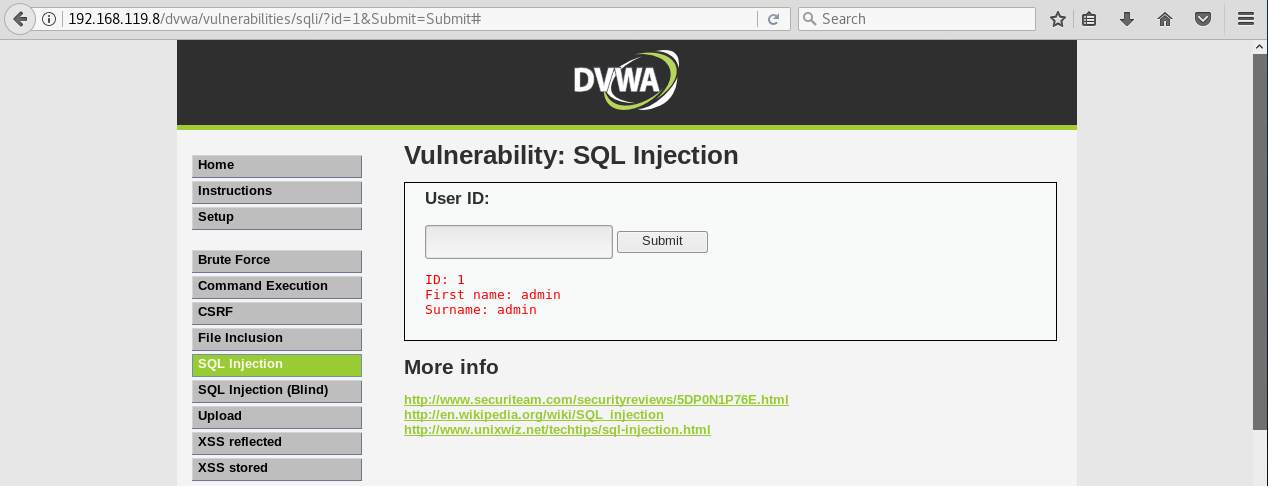 192.168.119.8/dvwa/vulnerabilities/sqli/?id=1&Submit=Submit#
Search
DVWA
Home
Instructions
Setup
Brute Force
Command Execution
CSRF
File Inclusion
SQL Injection
SQL Injection (Blind)
Upload
XSS reflected
XSS stored
Vulnerability: SQL Injection
User ID:
Submit
ID: 1
First name: admin
Surname: admin
More info
http://www.securiteam.com/securityreviews/5DP0N1P76E.html
http://en.wikipedia.org/wiki/SQL_injection
http://www.unixwiz.net/techtips/sql-injection.html